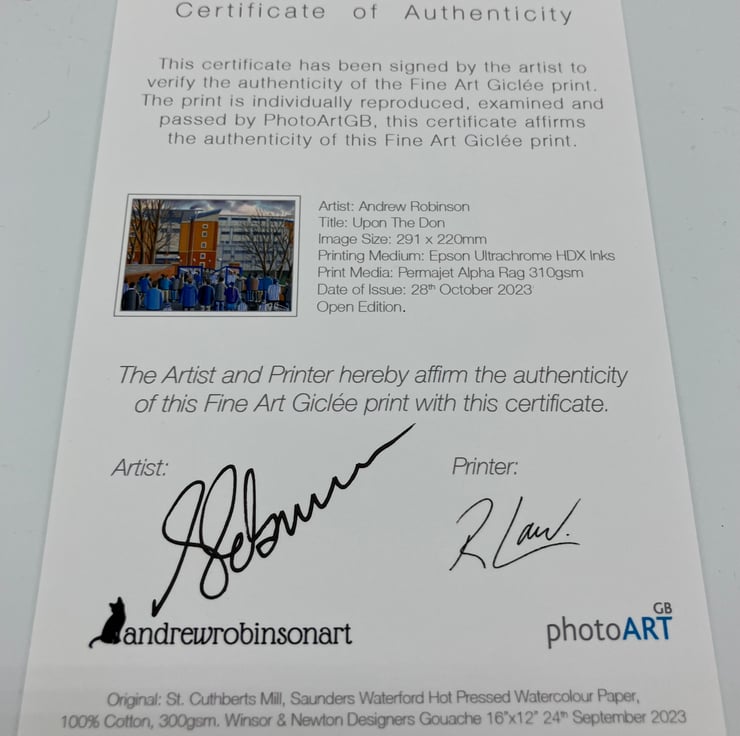 Certificate of Authenticity
This certificate has been signed by the artist to
verify the authenticity of the Fine Art Giclée print.
The print is individually reproduced, examined and
passed by PhotoArtGB, this certificate affirms
the authenticity of this Fine Art Giclée print.
Artist: Andrew Robinson
Title: Upon The Don
Image Size: 291 x 220mm
Printing Medium: Epson Ultrachrome HDX Inks
Print Media: Permajet Alpha Rag 310gsm
Date of Issue: 28th October 2023
Open Edition.
The Artist and Printer hereby affirm the authenticity
of this Fine Art Giclée print with this certificate.
Artist:
Printer:
R Law.
andrewrobinsonart
photoART GB
Original: St. Cuthberts Mill, Saunders Waterford Hot Pressed Watercolour Paper,
100% Cotton, 300gsm. Winsor & Newton Designers Gouache 16"x12" 24th September 2023